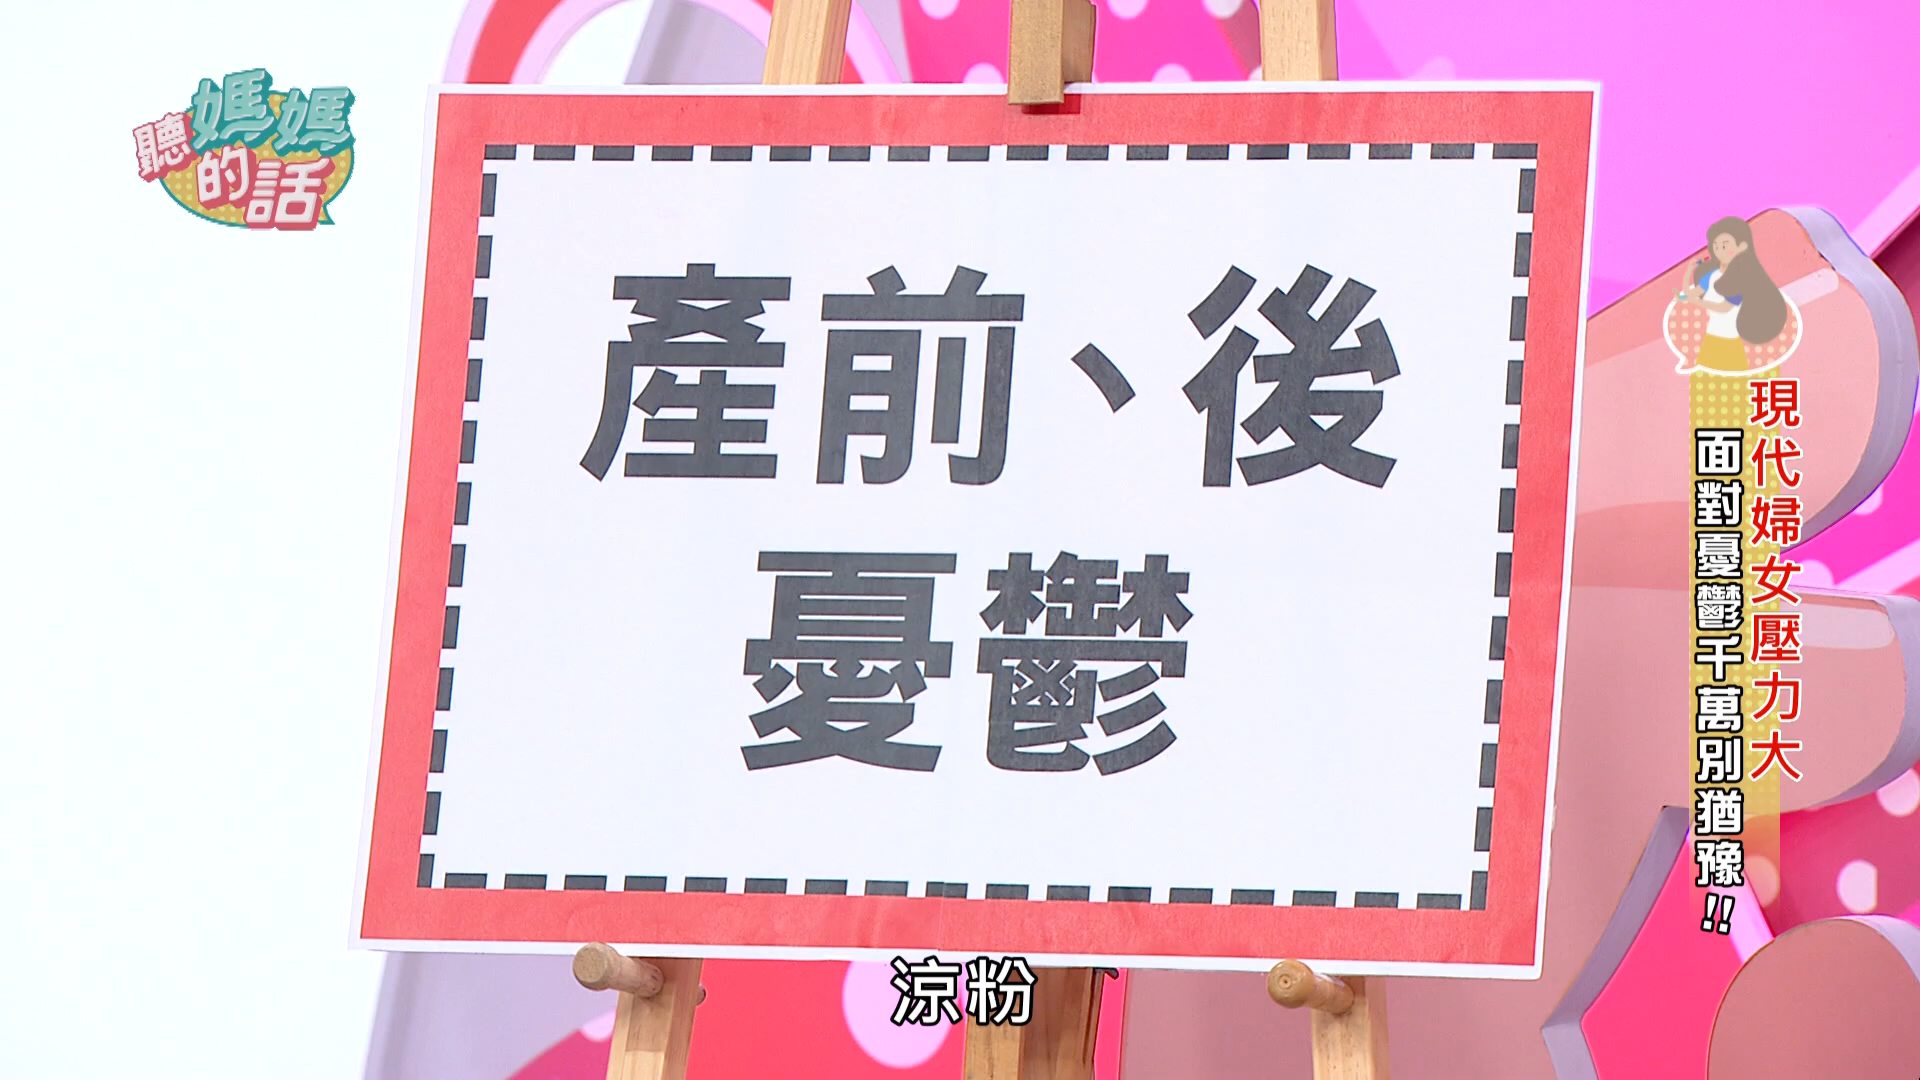 聽媽媽的話
產前、後
憂鬱
現代婦女壓力大
面對憂鬱千萬別猶豫!!
涼粉